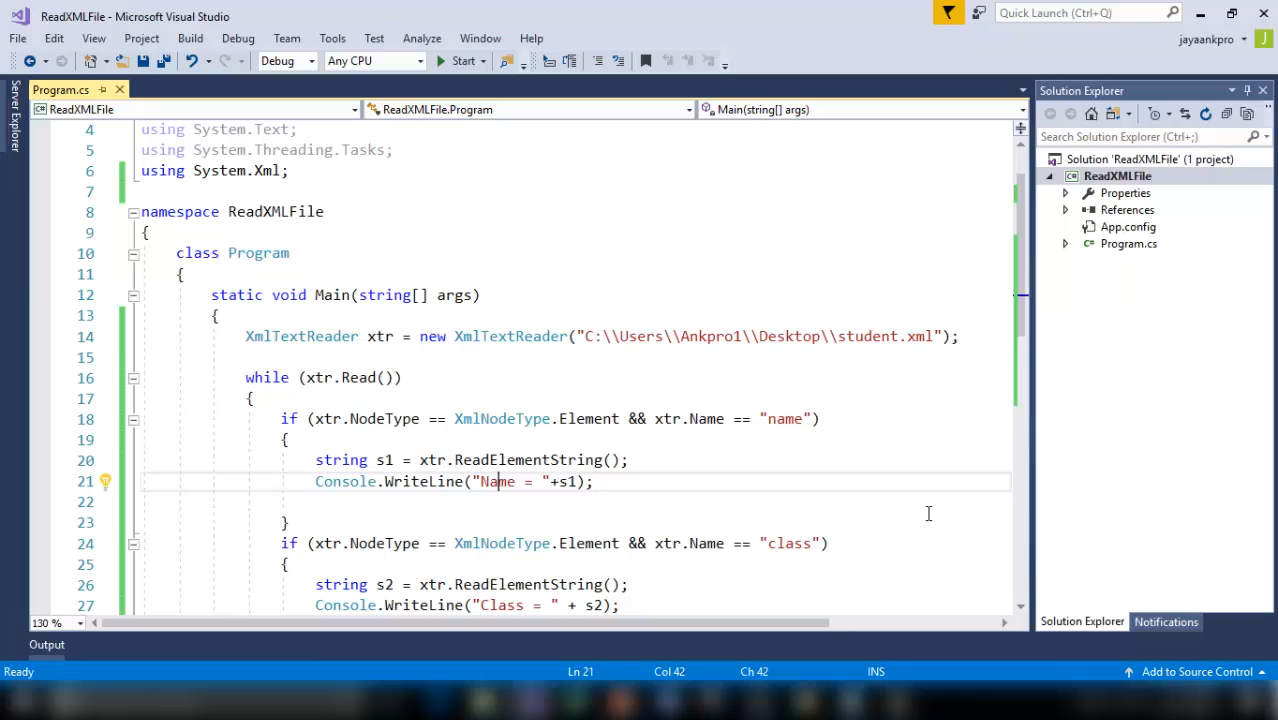 ReadXMLFile - Microsoft Visual Studio
Quick Launch (Ctrl+Q)
File Edit View Project Build Debug Team Tools Test Analyze Window Help
jayaankpro J
Debug Any CPU Start
Server Explorer
Program.cs
ReadXMLFile ReadXMLFile.Program Main(string[] args)
4 using System.Text;
5 using System.Threading.Tasks;
6 using System.Xml;
7
8 namespace ReadXMLFile
9 {
10 class Program
11 {
12 static void Main(string[] args)
13 {
14 XmlTextReader xtr = new XmlTextReader("C:\\Users\\Ankpro1\\Desktop\\student.xml");
15
16 while (xtr.Read())
17 {
18 if (xtr.NodeType == XmlNodeType.Element && xtr.Name == "name")
19 {
20 string s1 = xtr.ReadElementString();
21 Console.WriteLine("Name = "+s1);
22
23 }
24 if (xtr.NodeType == XmlNodeType.Element && xtr.Name == "class")
25 {
26 string s2 = xtr.ReadElementString();
27 Console.WriteLine("Class = " + s2);
130 %
Solution Explorer
Search Solution Explorer (Ctrl+;)
Solution 'ReadXMLFile' (1 project)
C# ReadXMLFile
Properties
References
App.config
C# Program.cs
Solution Explorer Notifications
Output
Ready Ln 21 Col 42 Ch 42 INS Add to Source Control